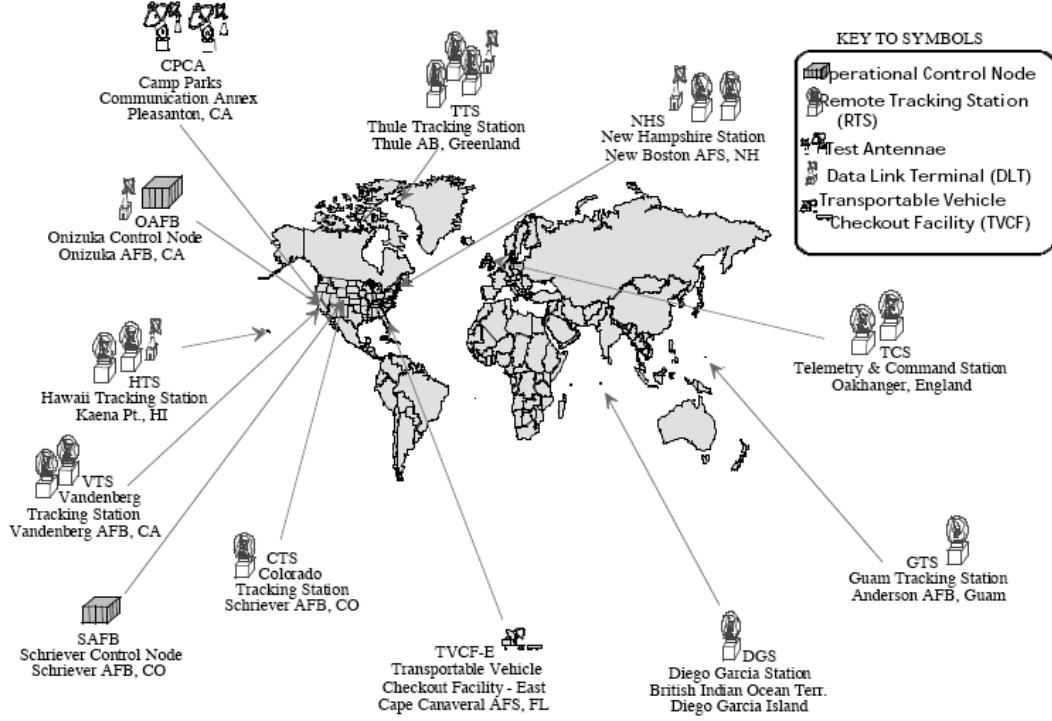 CPCA
Camp Parks
Communication Annex
Pleasanton, CA
TTS
Thule Tracking Station
Thule AB, Greenland
NHS
New Hampshire Station
New Boston AFS, NH
KEY TO SYMBOLS
Operational Control Node
Remote Tracking Station
(RTS)
Test Antennae
Data Link Terminal (DLT)
Transportable Vehicle
Checkout Facility (TVCF)
OAFB
Onizuka Control Node
Onizuka AFB, CA
HTS
Hawaii Tracking Station
Kaena Pt., HI
TCS
Telemetry & Command Station
Oakhanger, England
VTS
Vandenberg
Tracking Station
Vandenberg AFB, CA
CTS
Colorado
Tracking Station
Schriever AFB, CO
GTS
Guam Tracking Station
Anderson AFB, Guam
SAFB
Schriever Control Node
Schriever AFB, CO
TVCF-E
Transportable Vehicle
Checkout Facility - East
Cape Canaveral AFS, FL
DGS
Diego Garcia Station
British Indian Ocean Terr.
Diego Garcia Island